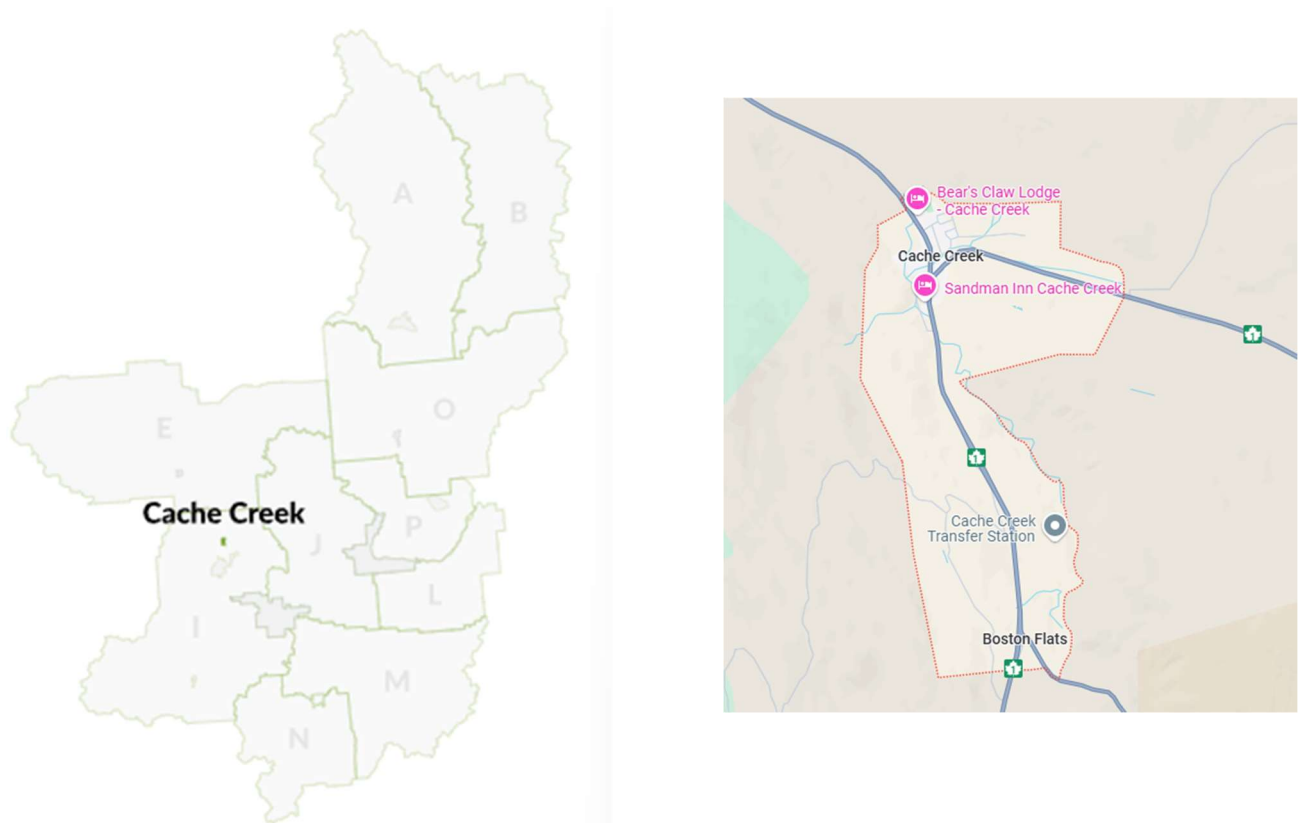 A
B
O
E
Cache Creek
J
P
L
I
M
N
Bear's Claw Lodge
- Cache Creek
Cache Creek
Sandman Inn Cache Creek
1
1
Cache Creek
Transfer Station
Boston Flats
1